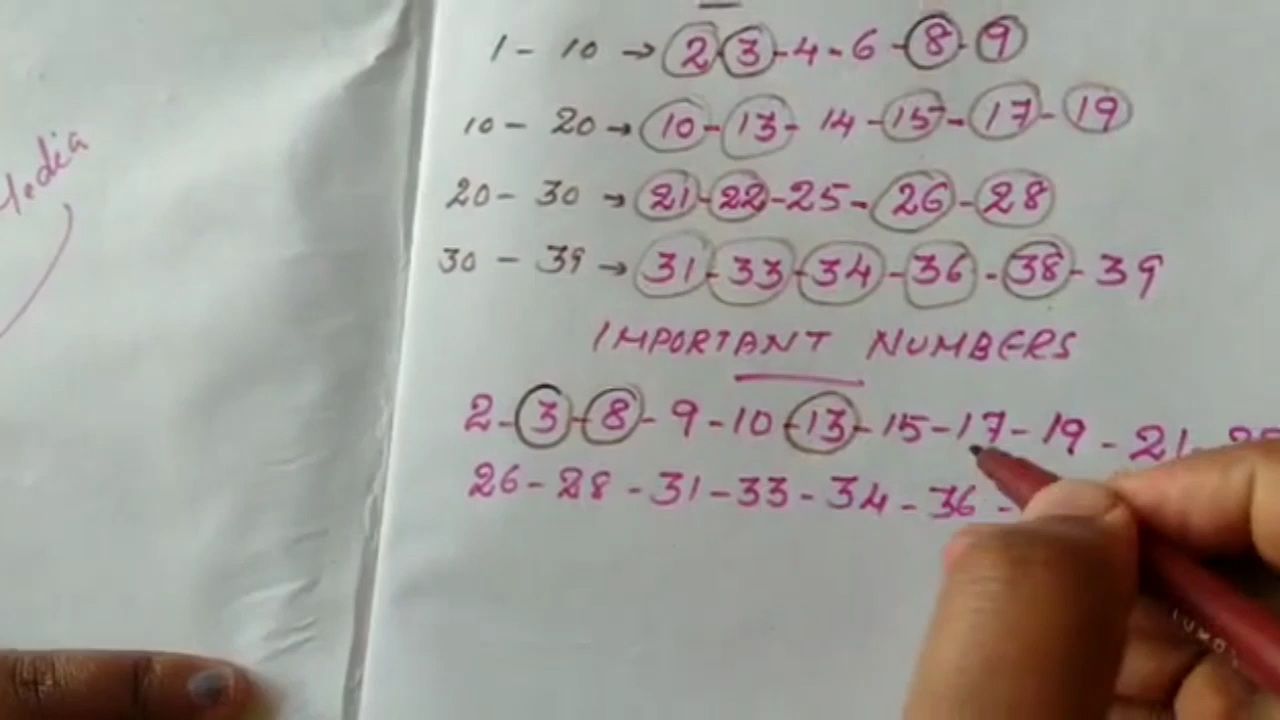 Media
1 - 10 → 2 - 3 - 4 - 6 - 8 - 9
10 - 20 → 10 - 13 - 14 - 15 - 17 - 19
20 - 30 → 21 - 22 - 25 - 26 - 28
30 - 39 → 31 - 33 - 34 - 36 - 38 - 39
IMPORTANT NUMBERS
2 - 3 - 8 - 9 - 10 - 13 - 15 - 17 - 19 - 21 -
26 - 28 - 31 - 33 - 34 - 36 -